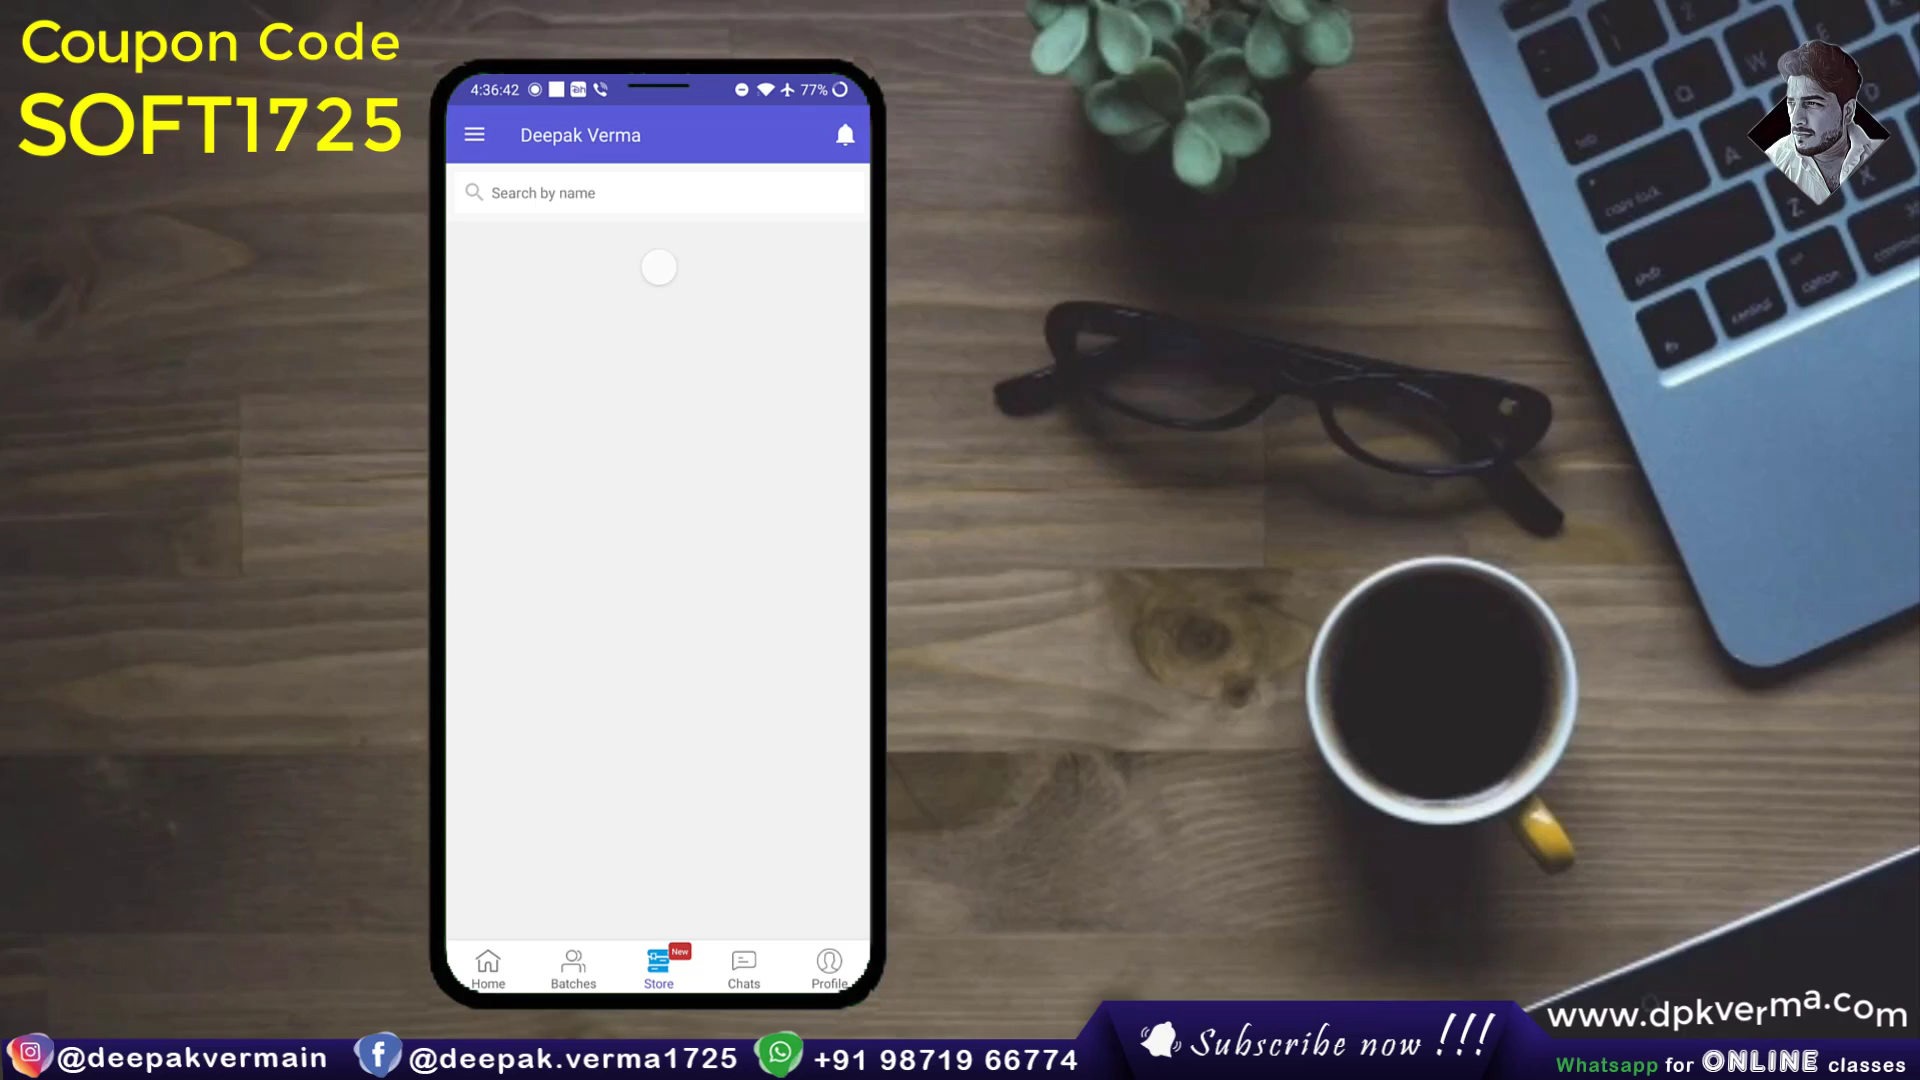 Coupon Code
SOFT1725
4:36:42
77%
Deepak Verma
Search by name
New
Home
Batches
Store
Chats
Profile
@deepakvermain
@deepak.verma1725
+91 98719 66774
Subscribe now !!!
www.dpkverma.com
Whatsapp for ONLINE classes